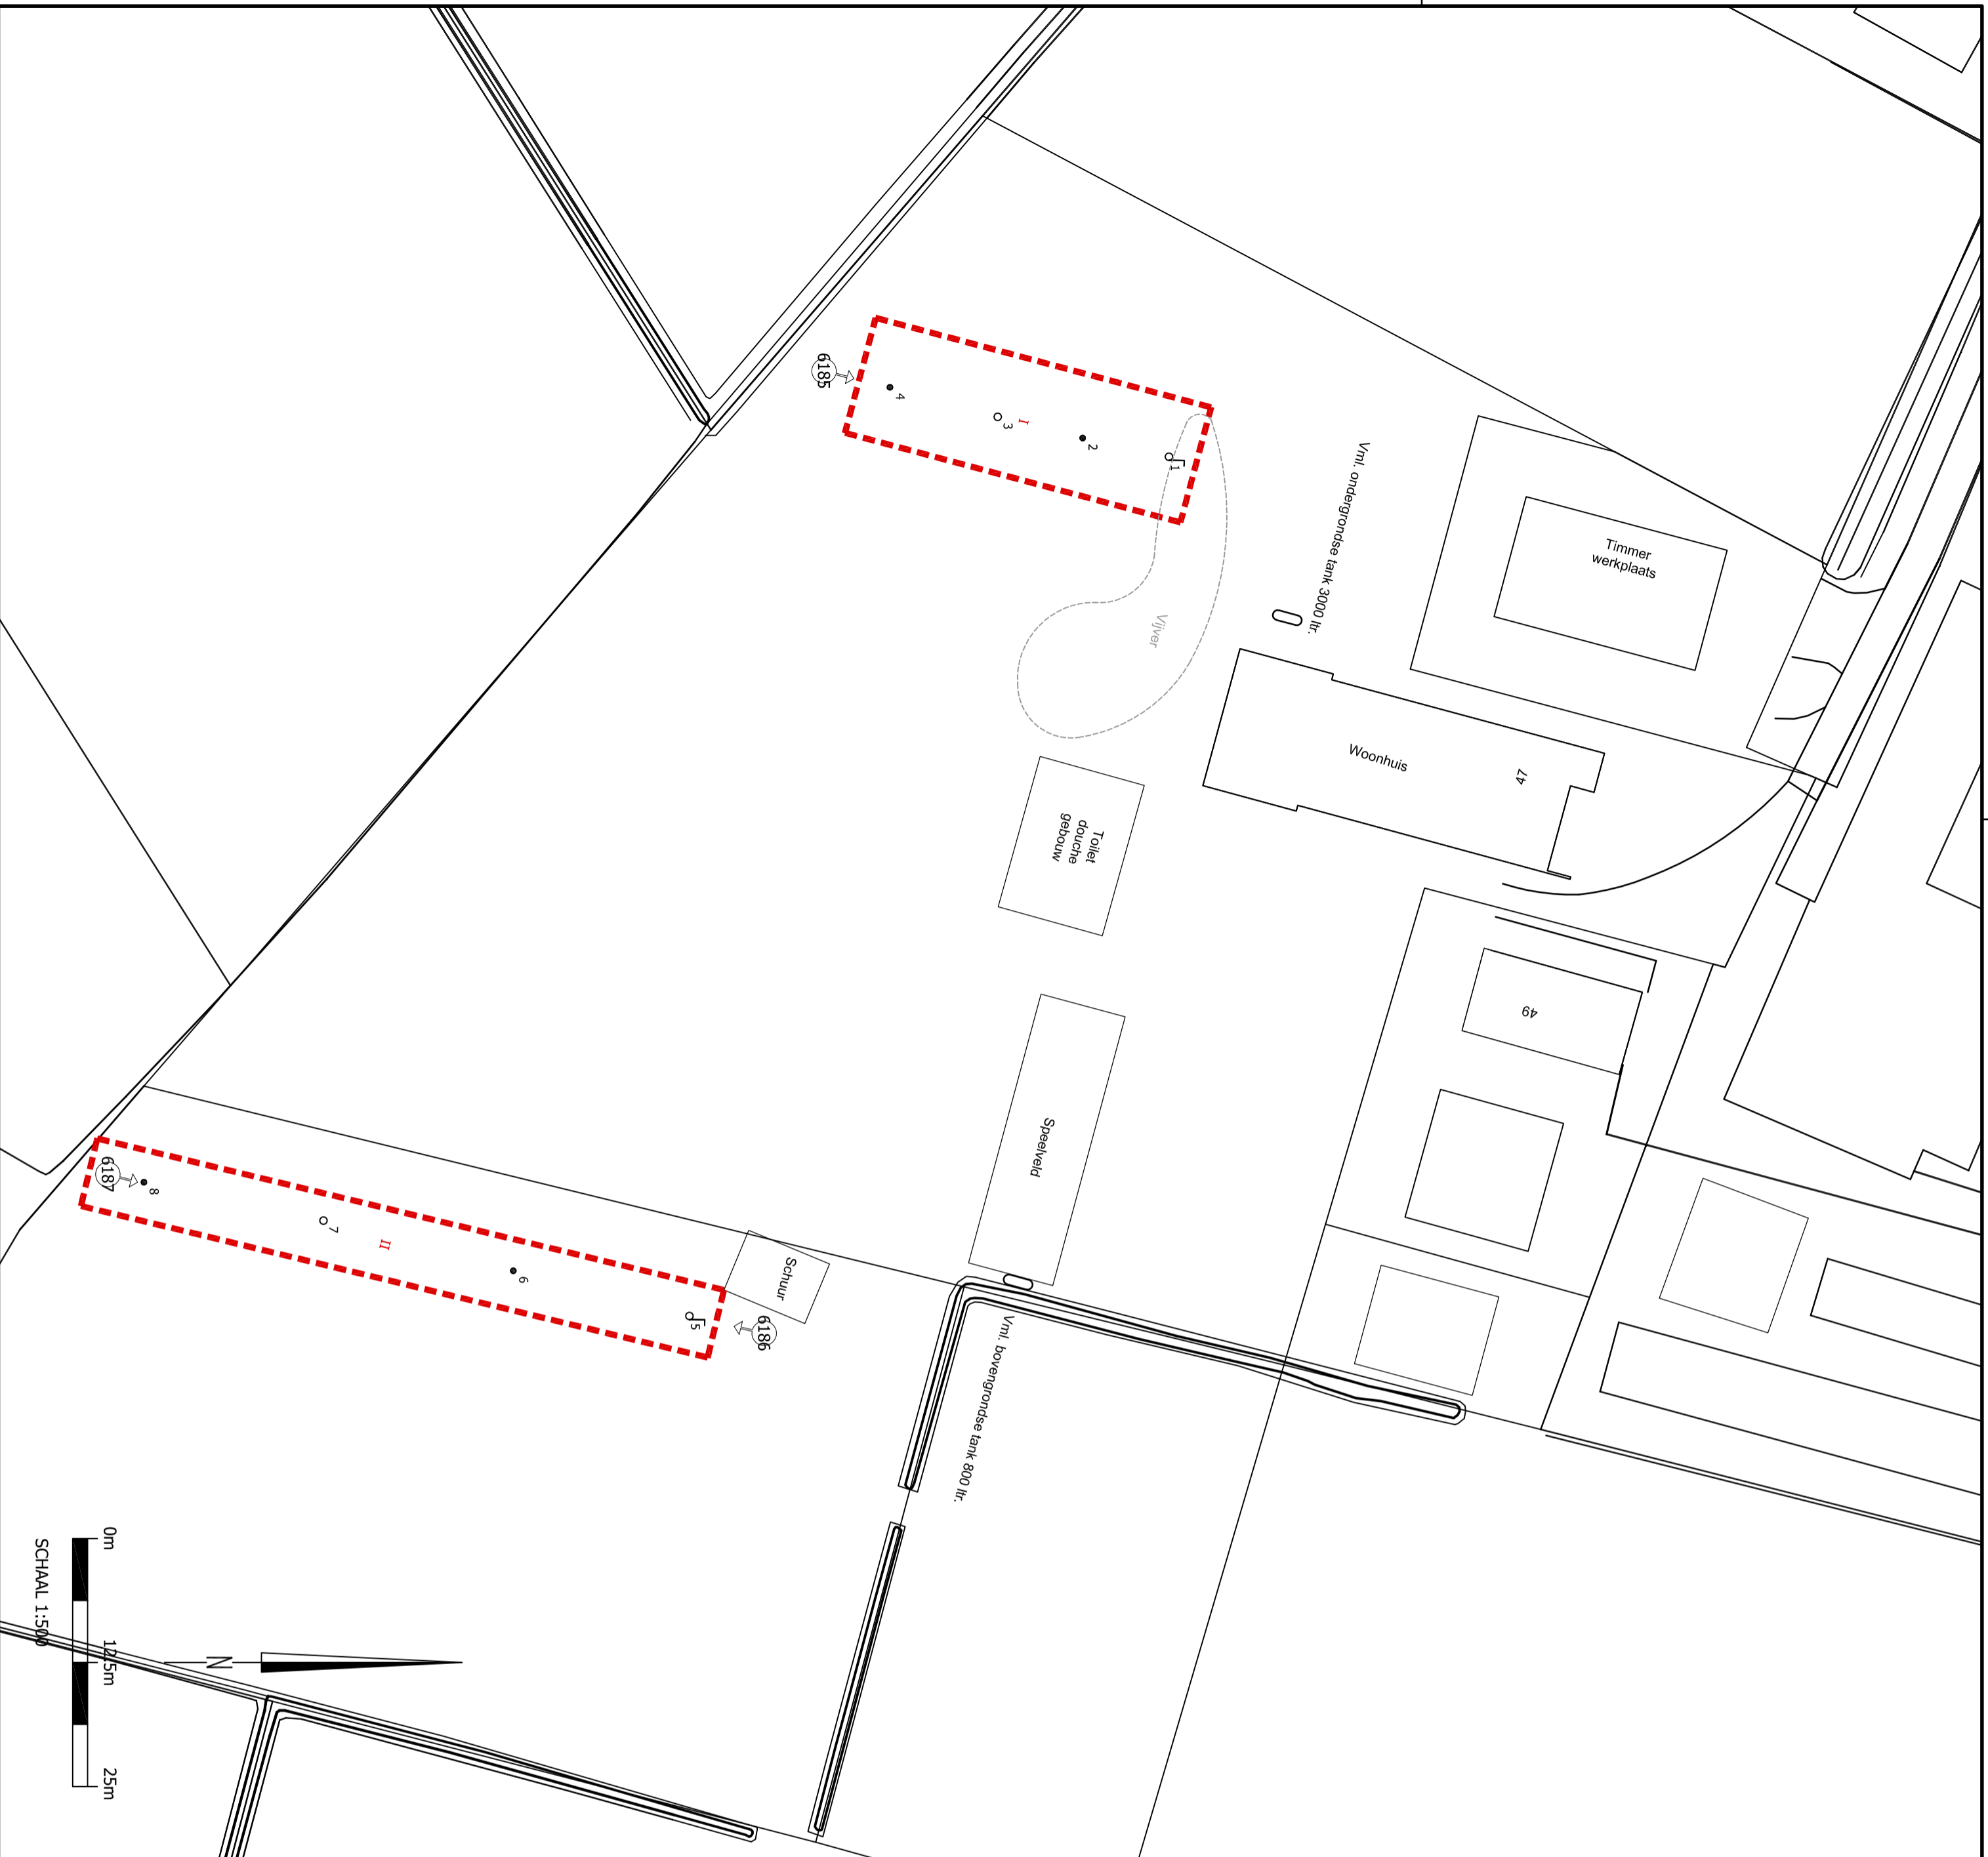 6185
4
3
I
2
1
Vml. ondergrondse tank 3000 ltr.
Timmer
werkplaats
Vijver
Woonhuis
47
Toilet
douche
gebouw
49
Speelveld
Schuur
6187
8
7
II
6
5
6186
Vml. bovengrondse tank 800 ltr.
0m
12.5m
25m
SCHAAL 1:500
N